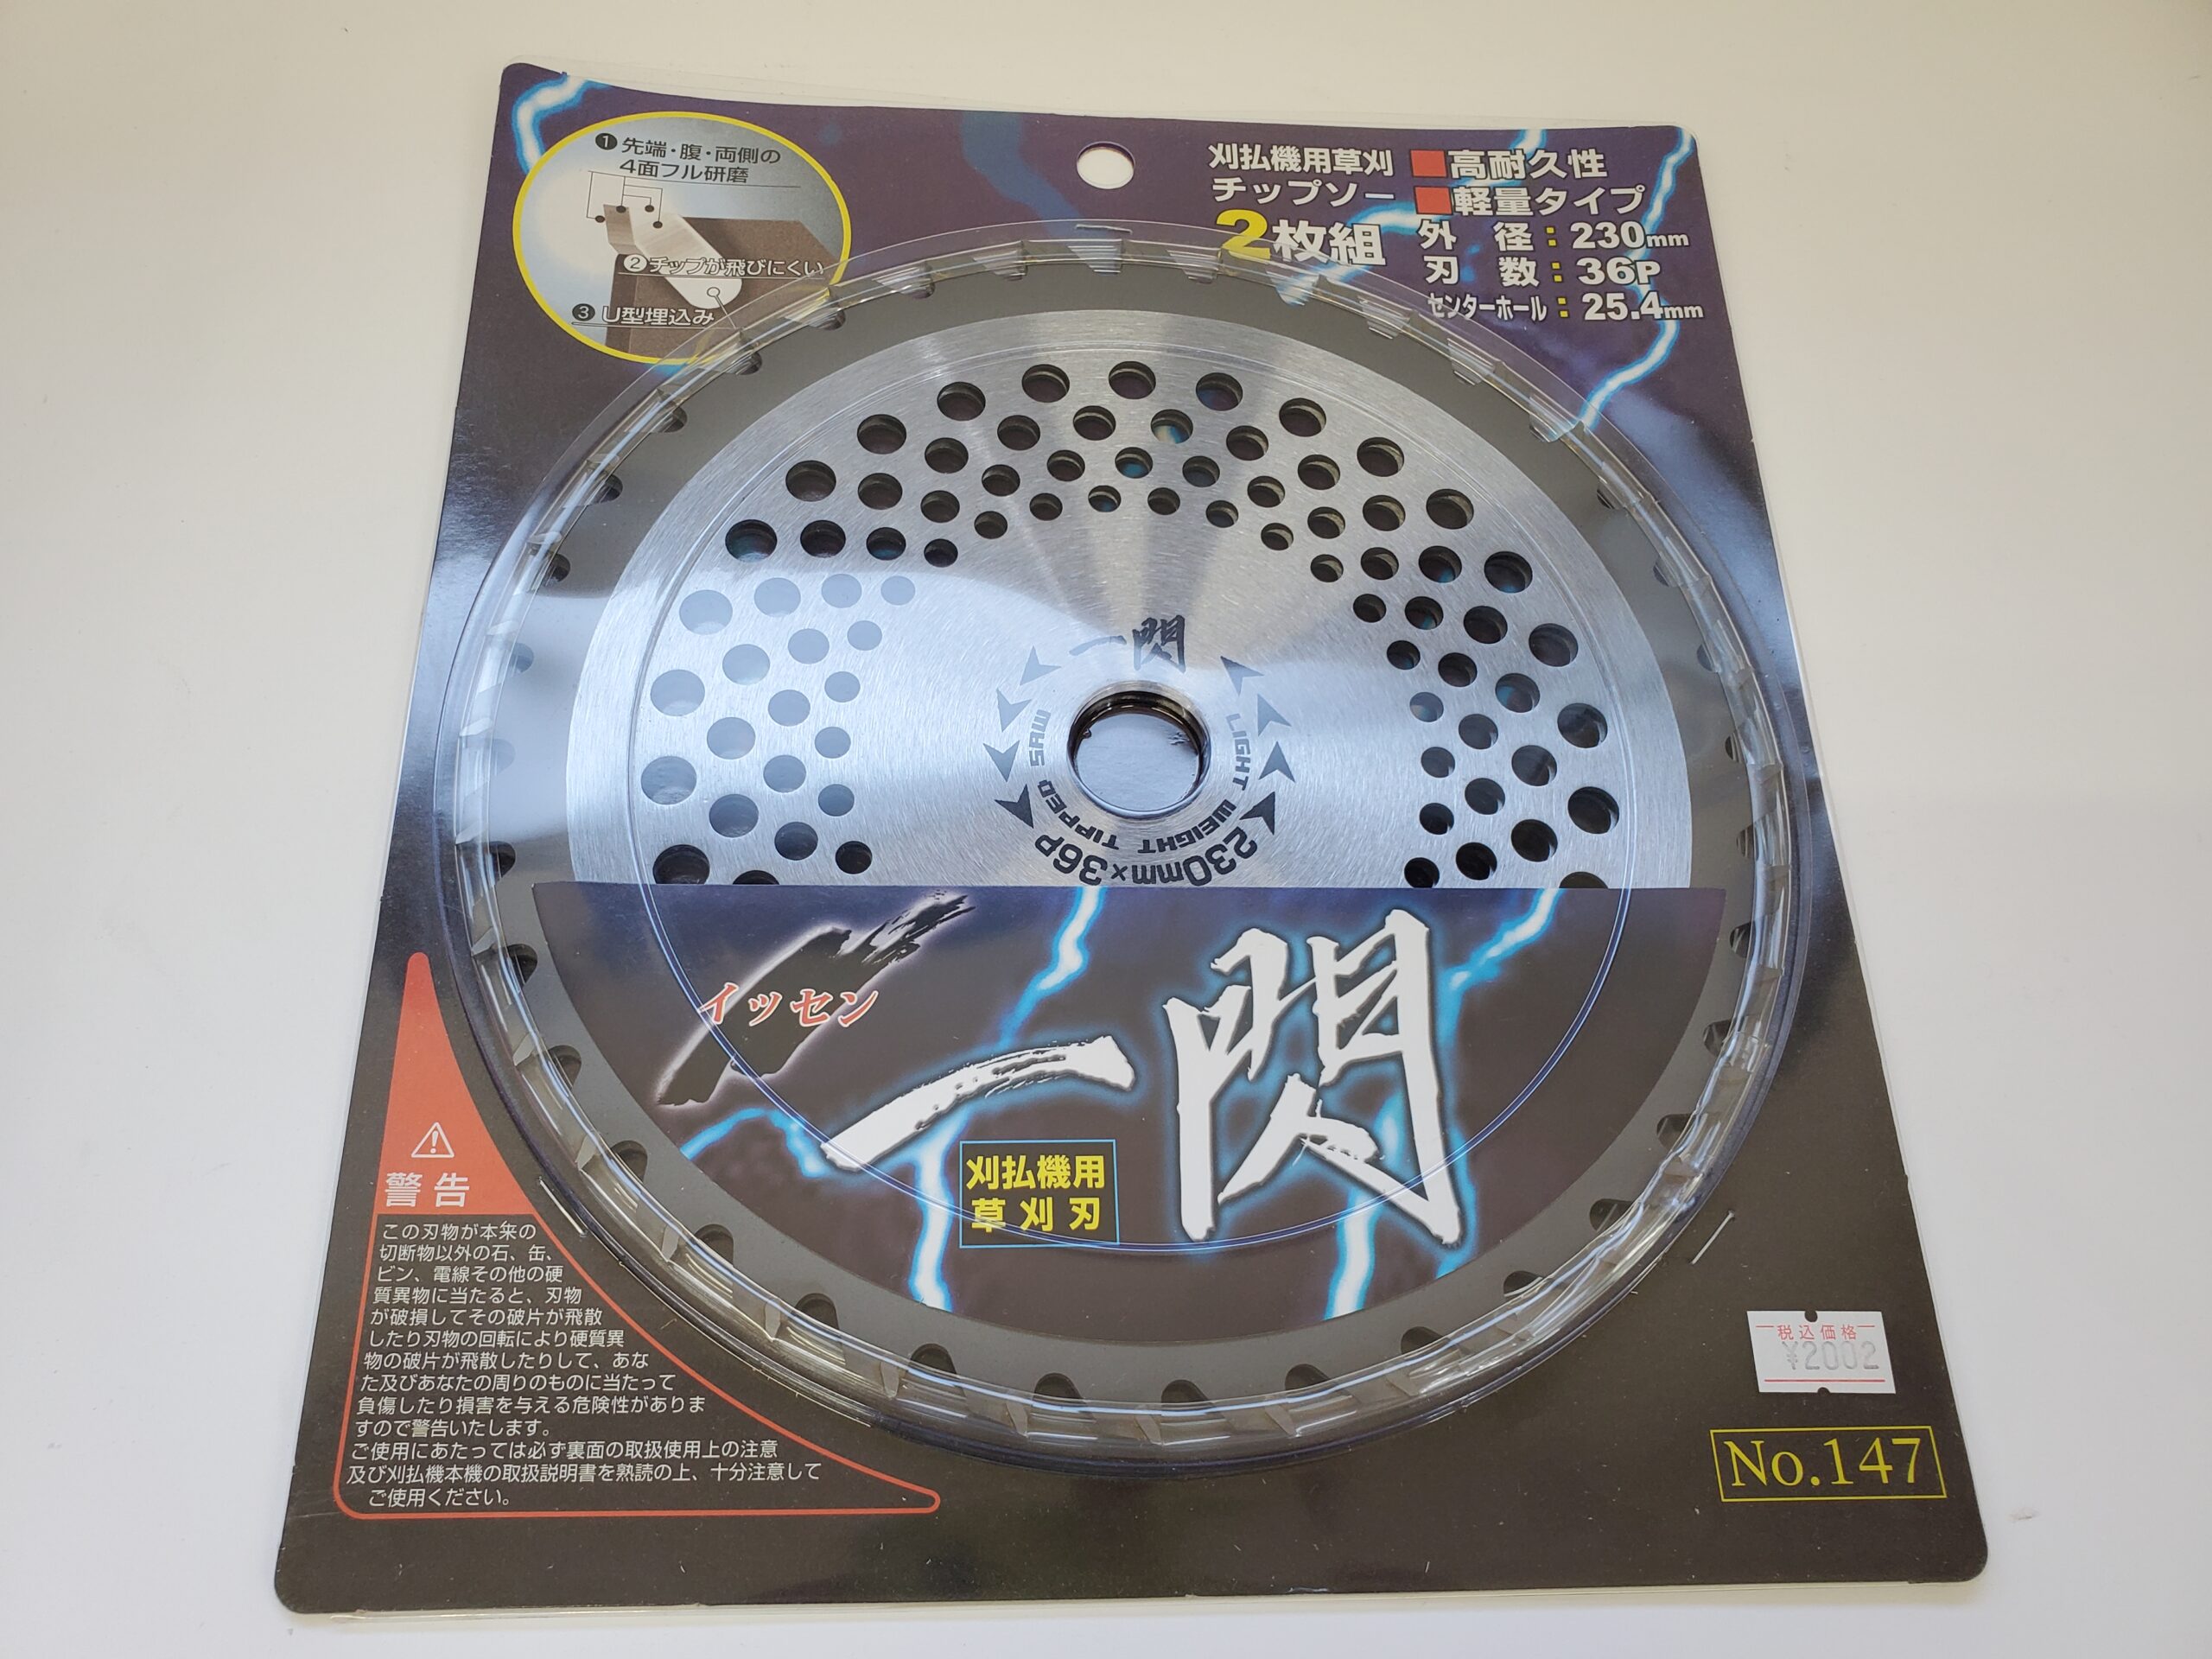 ❶先端・腹・両側の
4面フル研磨
❷チップが飛びにくい
❸U型埋込み
刈払機用草刈
チップソー
2枚組
■高耐久性
■軽量タイプ
外 径：230mm
刃 数：36P
センターホール：25.4mm
一閃
LIGHT WEIGHT TIPPED SAW
230mm×36P
イッセン
一閃
刈払機用
草刈刃
警告
この刃物が本来の
切断物以外の石、缶、
ビン、電線その他の硬
質異物に当たると、刃物
が破損してその破片が飛散
したり刃物の回転により硬質異
物の破片が飛散したりして、あな
た及びあなたの周りのものに当たって
負傷したり損害を与える危険性がありま
すので警告いたします。
ご使用にあたっては必ず裏面の取扱使用上の注意
及び刈払機本機の取扱説明書を熟読の上、十分注意して
ご使用ください。
税込価格
¥2002
No.147